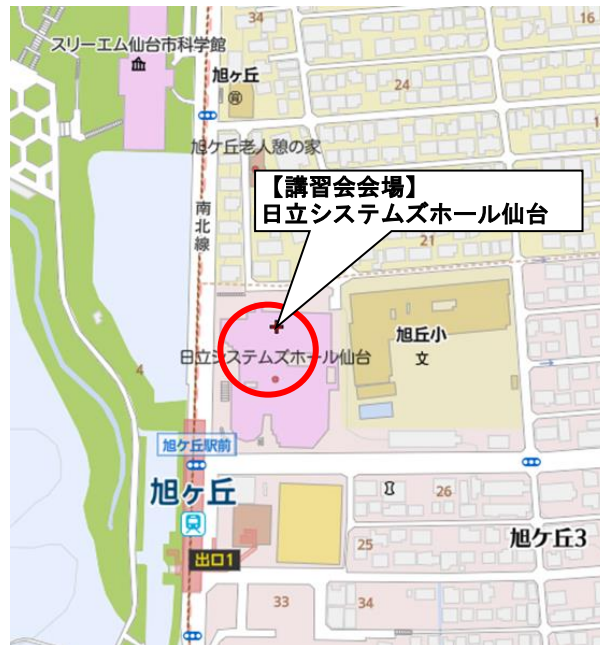 34
16
スリーエム仙台市科学館
旭ケ丘
24
旭ケ丘老人憩の家
【講習会会場】
日立システムズホール仙台
南北線
21
旭丘小
文
日立システムズホール仙台
4
旭ケ丘駅前
旭ヶ丘
26
出口1
25
旭ケ丘3
33
34